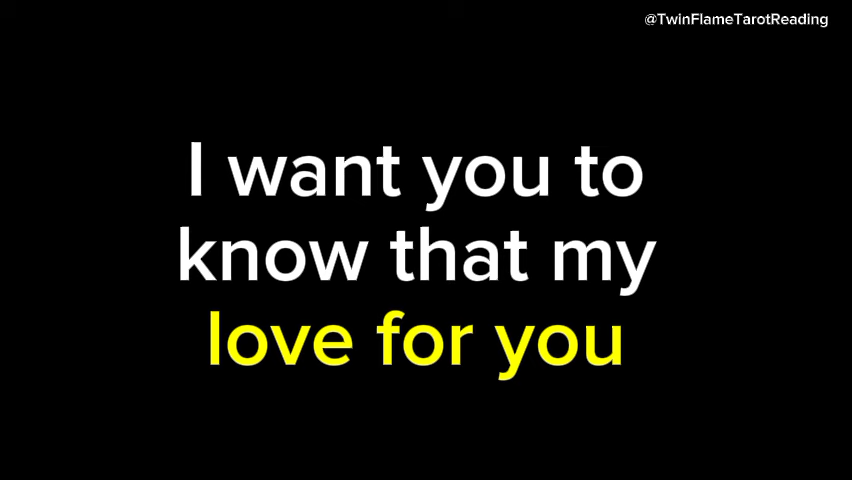 @TwinFlameTarotReading
I want you to
know that my
love for you